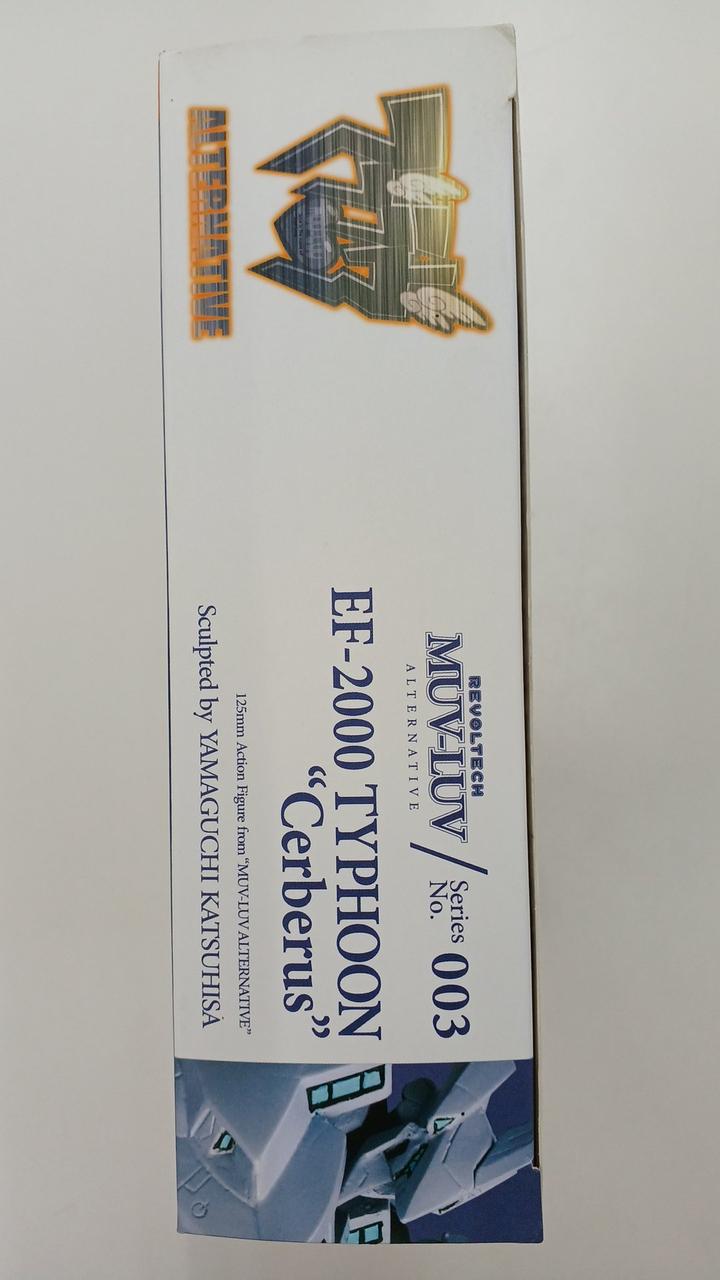 ALTERNATIVE
REVOLTECH
MUV-LUV
ALTERNATIVE
/
Series No. 003
EF-2000 TYPHOON
“Cerberus”
125mm Action Figure from “MUV-LUV ALTERNATIVE”
Sculpted by YAMAGUCHI KATSUHISA